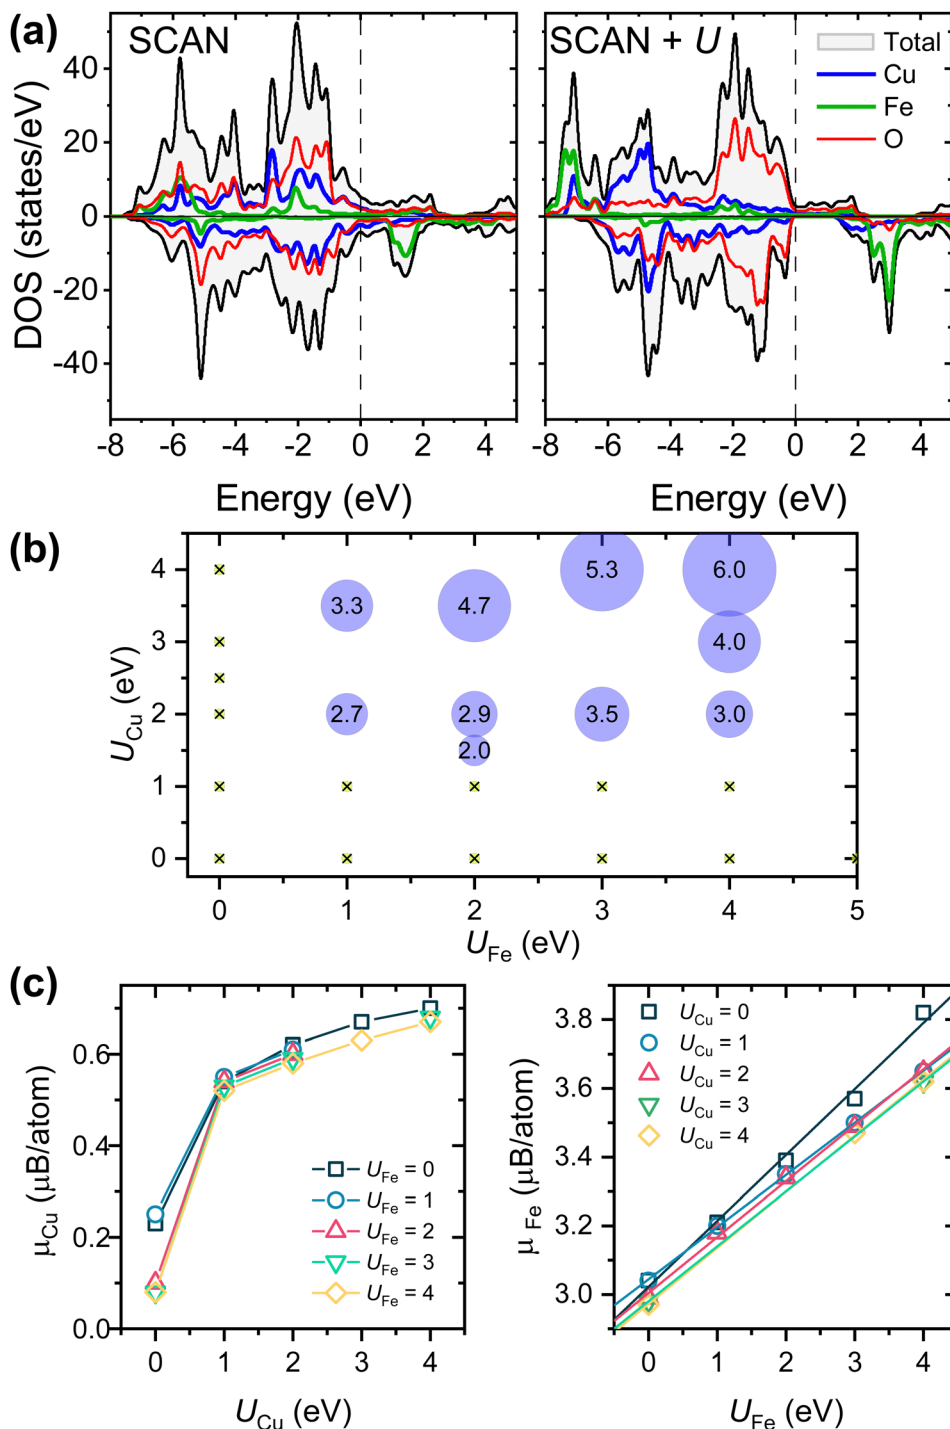 (a)
SCAN
SCAN + U
Total
Cu
Fe
O
DOS (states/eV)
40
20
0
-20
-40
-8 -6 -4 -2 0 2 4
-8 -6 -4 -2 0 2 4
Energy (eV)
Energy (eV)
(b)
U_Cu (eV)
4
3
2
1
0
5.3 6.0
3.3 4.7
4.0
2.7 2.9 3.5 3.0
2.0
0 1 2 3 4 5
U_Fe (eV)
(c)
μ_Cu (μB/atom)
0.6
0.4
0.2
0.0
U_Fe = 0
U_Fe = 1
U_Fe = 2
U_Fe = 3
U_Fe = 4
0 1 2 3 4
U_Cu (eV)
μ_Fe (μB/atom)
3.8
3.6
3.4
3.2
3.0
U_Cu = 0
U_Cu = 1
U_Cu = 2
U_Cu = 3
U_Cu = 4
0 1 2 3 4
U_Fe (eV)